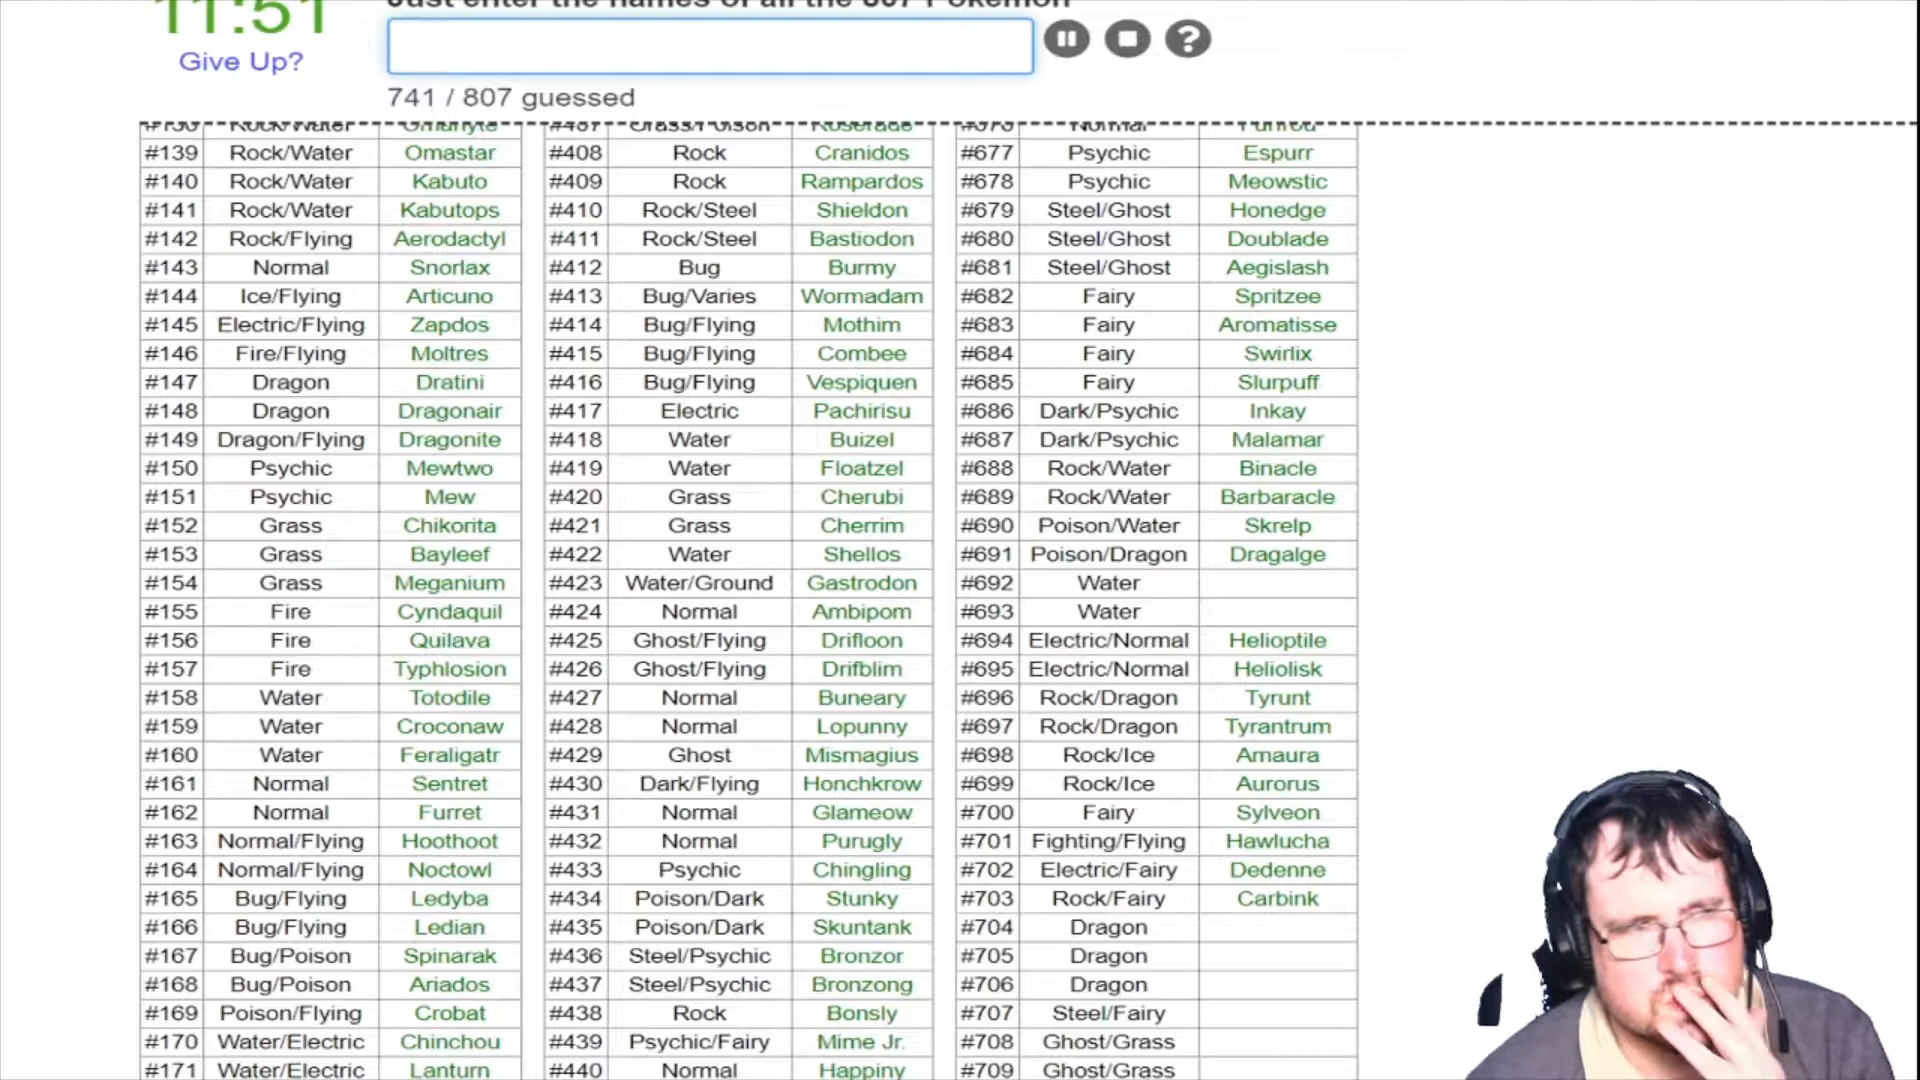 11:51
Just enter the names of all the 807 Pokémon
Give Up?
741 / 807 guessed
#139 Rock/Water Omastar #408 Rock Cranidos #677 Psychic Espurr
#140 Rock/Water Kabuto #409 Rock Rampardos #678 Psychic Meowstic
#141 Rock/Water Kabutops #410 Rock/Steel Shieldon #679 Steel/Ghost Honedge
#142 Rock/Flying Aerodactyl #411 Rock/Steel Bastiodon #680 Steel/Ghost Doublade
#143 Normal Snorlax #412 Bug Burmy #681 Steel/Ghost Aegislash
#144 Ice/Flying Articuno #413 Bug/Varies Wormadam #682 Fairy Spritzee
#145 Electric/Flying Zapdos #414 Bug/Flying Mothim #683 Fairy Aromatisse
#146 Fire/Flying Moltres #415 Bug/Flying Combee #684 Fairy Swirlix
#147 Dragon Dratini #416 Bug/Flying Vespiquen #685 Fairy Slurpuff
#148 Dragon Dragonair #417 Electric Pachirisu #686 Dark/Psychic Inkay
#149 Dragon/Flying Dragonite #418 Water Buizel #687 Dark/Psychic Malamar
#150 Psychic Mewtwo #419 Water Floatzel #688 Rock/Water Binacle
#151 Psychic Mew #420 Grass Cherubi #689 Rock/Water Barbaracle
#152 Grass Chikorita #421 Grass Cherrim #690 Poison/Water Skrelp
#153 Grass Bayleef #422 Water Shellos #691 Poison/Dragon Dragalge
#154 Grass Meganium #423 Water/Ground Gastrodon #692 Water
#155 Fire Cyndaquil #424 Normal Ambipom #693 Water
#156 Fire Quilava #425 Ghost/Flying Drifloon #694 Electric/Normal Helioptile
#157 Fire Typhlosion #426 Ghost/Flying Drifblim #695 Electric/Normal Heliolisk
#158 Water Totodile #427 Normal Buneary #696 Rock/Dragon Tyrunt
#159 Water Croconaw #428 Normal Lopunny #697 Rock/Dragon Tyrantrum
#160 Water Feraligatr #429 Ghost Mismagius #698 Rock/Ice Amaura
#161 Normal Sentret #430 Dark/Flying Honchkrow #699 Rock/Ice Aurorus
#162 Normal Furret #431 Normal Glameow #700 Fairy Sylveon
#163 Normal/Flying Hoothoot #432 Normal Purugly #701 Fighting/Flying Hawlucha
#164 Normal/Flying Noctowl #433 Psychic Chingling #702 Electric/Fairy Dedenne
#165 Bug/Flying Ledyba #434 Poison/Dark Stunky #703 Rock/Fairy Carbink
#166 Bug/Flying Ledian #435 Poison/Dark Skuntank #704 Dragon
#167 Bug/Poison Spinarak #436 Steel/Psychic Bronzor #705 Dragon
#168 Bug/Poison Ariados #437 Steel/Psychic Bronzong #706 Dragon
#169 Poison/Flying Crobat #438 Rock Bonsly #707 Steel/Fairy
#170 Water/Electric Chinchou #439 Psychic/Fairy Mime Jr. #708 Ghost/Grass
#171 Water/Electric Lanturn #440 Normal Happiny #709 Ghost/Grass